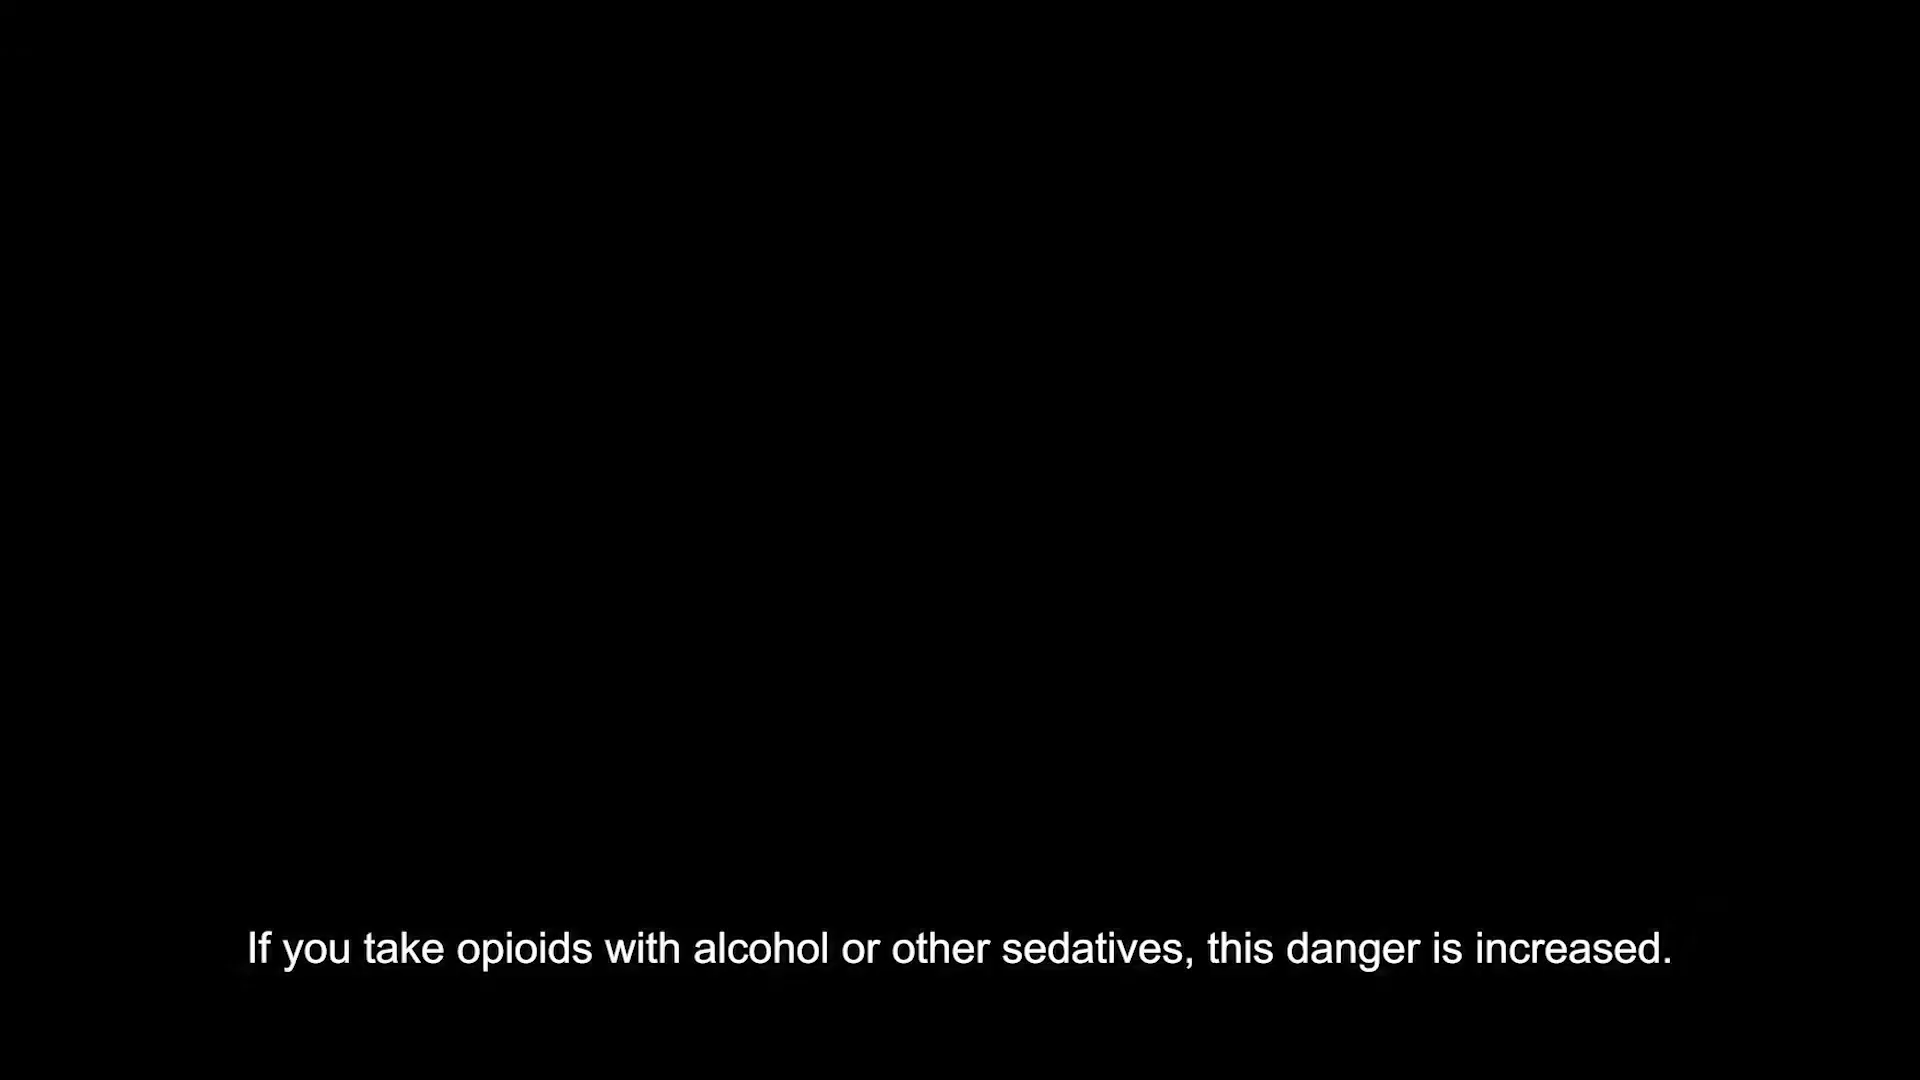 If you take opioids with alcohol or other sedatives, this danger is increased.